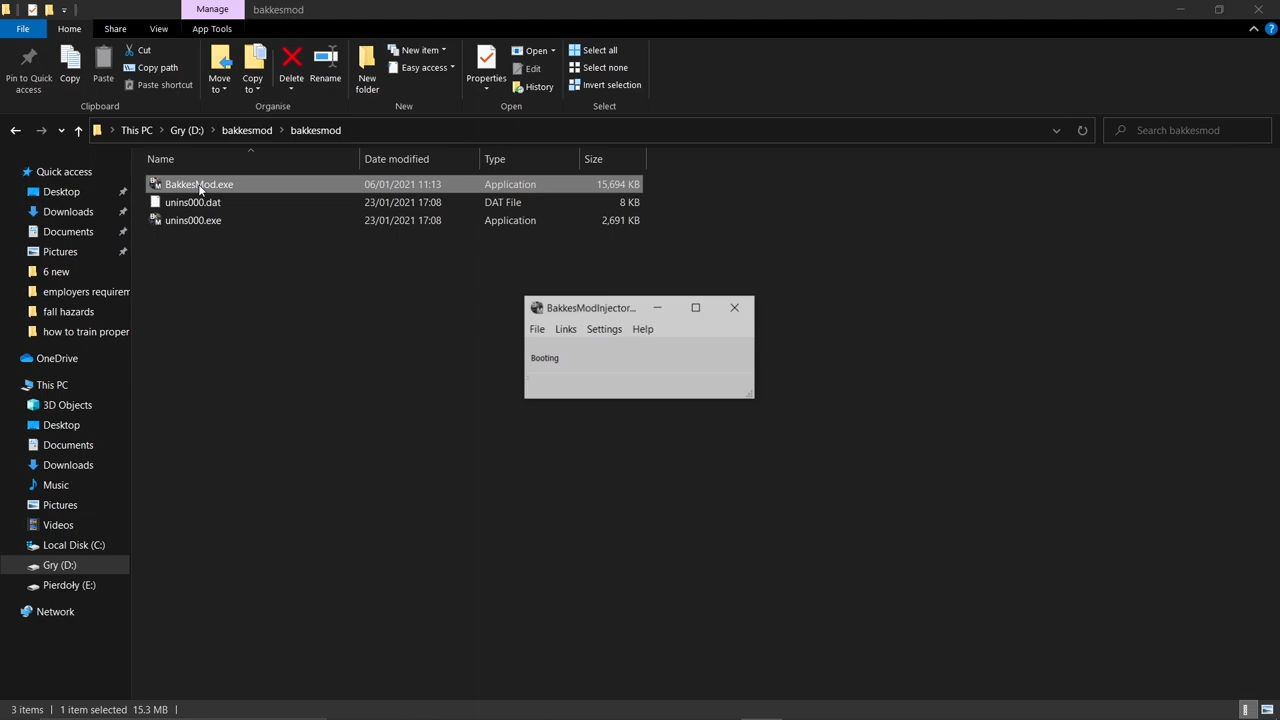 Manage
bakkesmod
File
Home
Share
View
App Tools
Pin to Quick
access
Copy
Paste
Cut
Copy path
Paste shortcut
Clipboard
Move
to
Copy
to
Delete
Rename
Organise
New
folder
New item
Easy access
New
Properties
Open
Edit
History
Open
Select all
Select none
Invert selection
Select
This PC
Gry (D:)
bakkesmod
bakkesmod
Search bakkesmod
Name
Date modified
Type
Size
BakkesMod.exe 06/01/2021 11:13 Application 15,694 KB
unins000.dat 23/01/2021 17:08 DAT File 8 KB
unins000.exe 23/01/2021 17:08 Application 2,691 KB
Quick access
Desktop
Downloads
Documents
Pictures
6 new
employers requirem
fall hazards
how to train proper
OneDrive
This PC
3D Objects
Desktop
Documents
Downloads
Music
Pictures
Videos
Local Disk (C:)
Gry (D:)
Pierdoły (E:)
Network
BakkesModInjector...
File Links Settings Help
Booting
3 items 1 item selected 15.3 MB